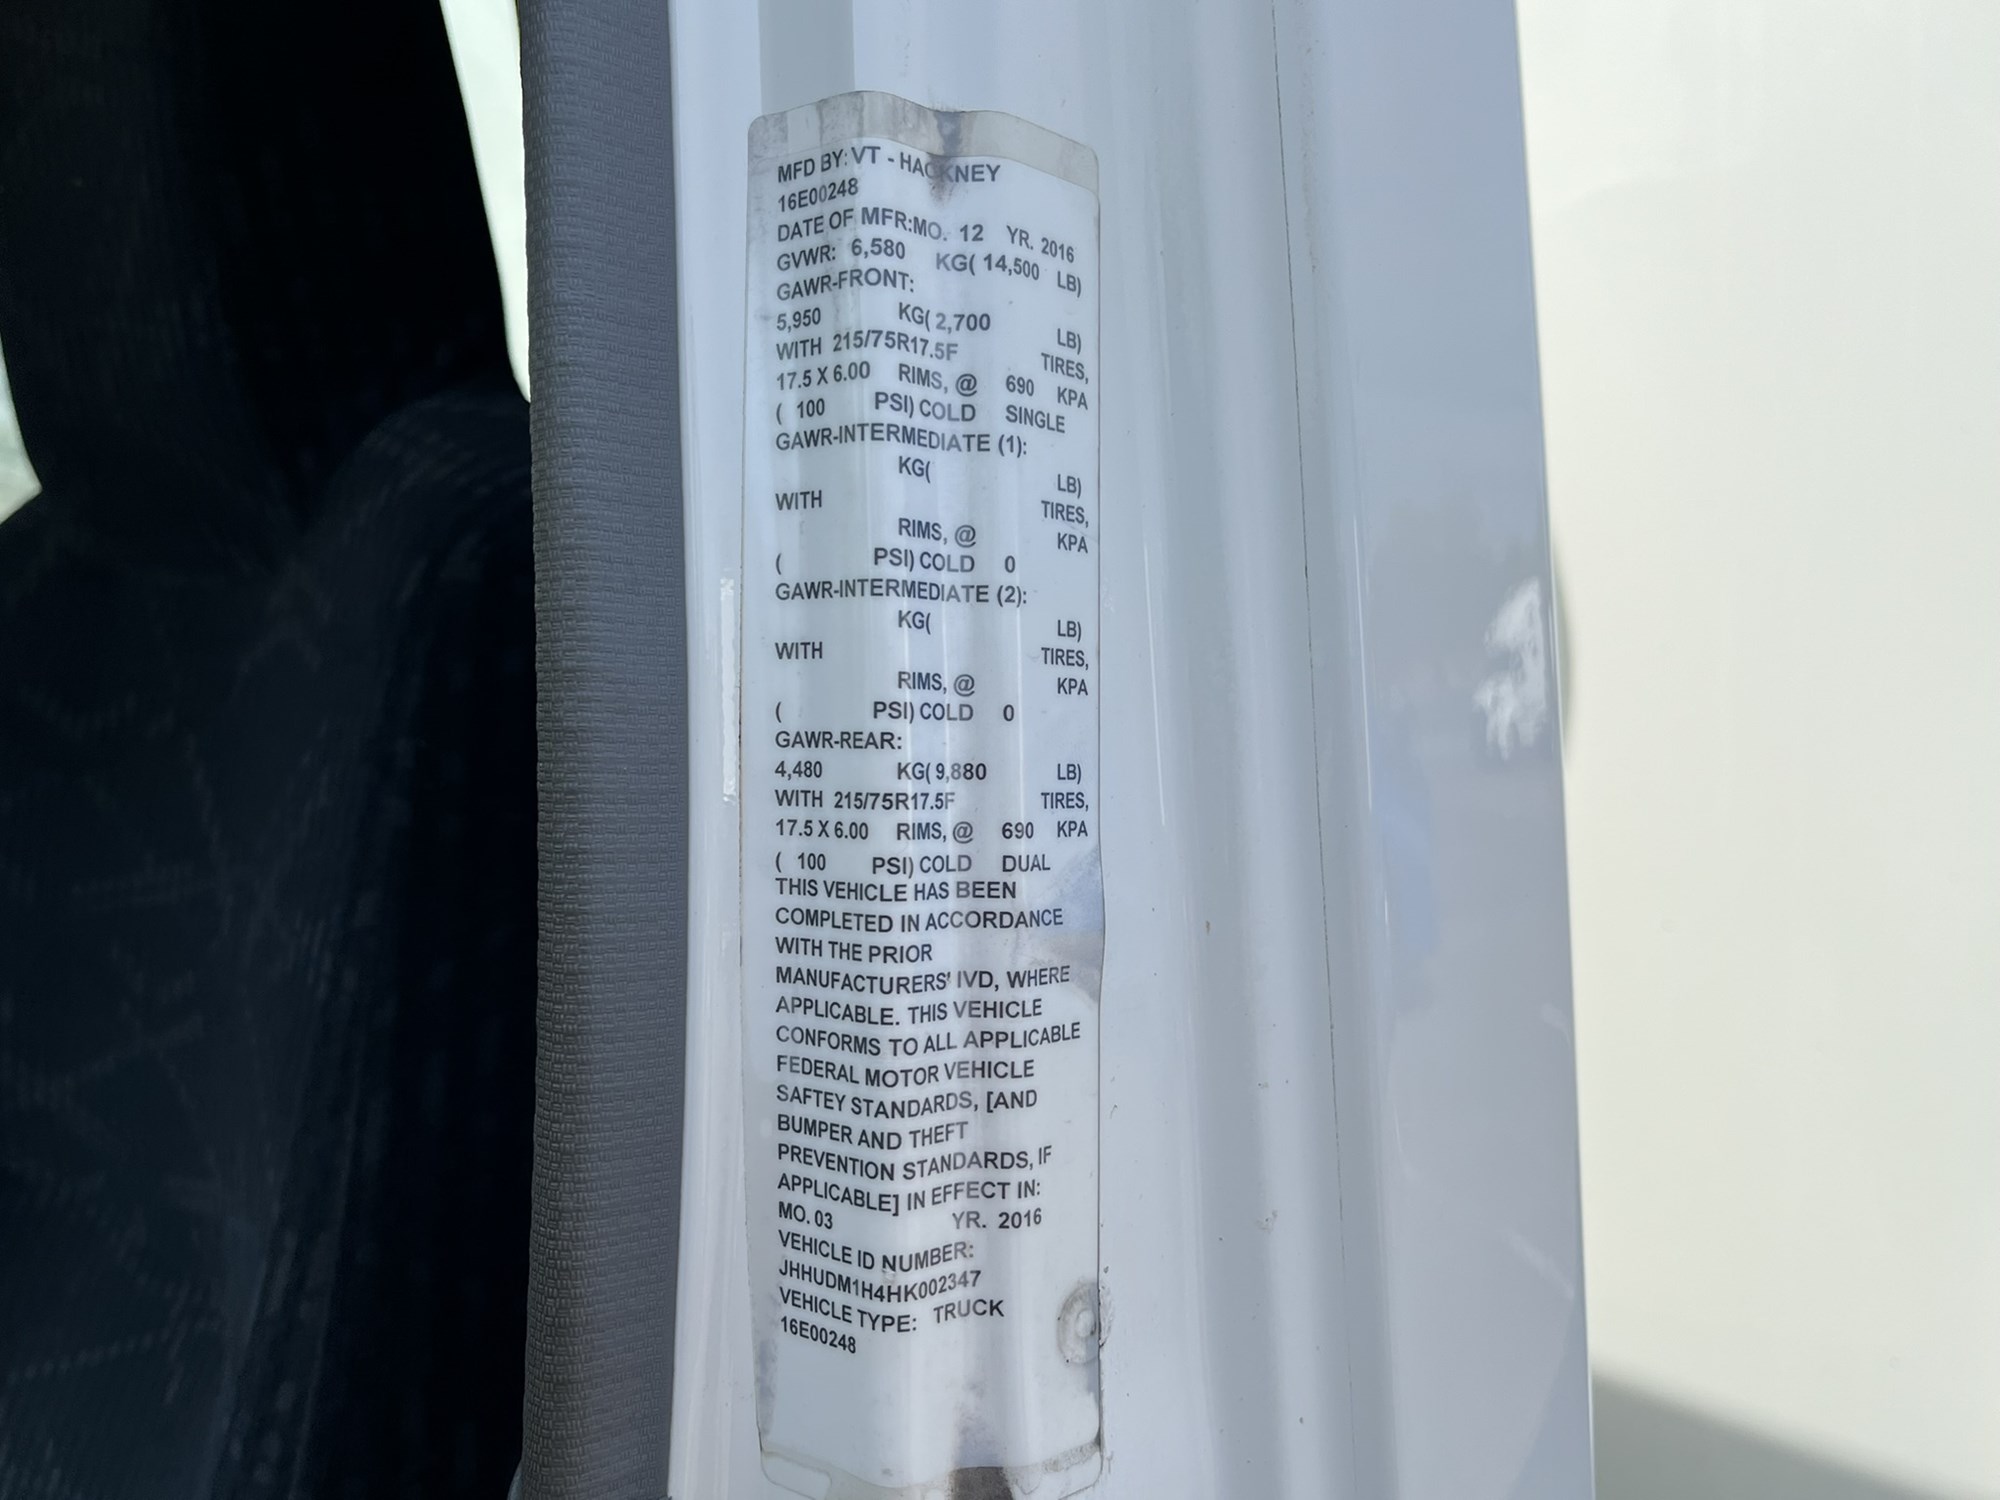 MFD BY: VT - HACKNEY
16E00248
DATE OF MFR:MO. 12 YR. 2016
GVWR: 6,580 KG( 14,500 LB)
GAWR-FRONT:
5,950 KG( 2,700 LB)
WITH 215/75R17.5F TIRES,
17.5 X 6.00 RIMS, @ 690 KPA
( 100 PSI) COLD SINGLE
GAWR-INTERMEDIATE (1):
KG( LB)
WITH TIRES,
RIMS, @ KPA
( PSI) COLD 0
GAWR-INTERMEDIATE (2):
KG( LB)
WITH TIRES,
RIMS, @ KPA
( PSI) COLD 0
GAWR-REAR:
4,480 KG( 9,880 LB)
WITH 215/75R17.5F TIRES,
17.5 X 6.00 RIMS, @ 690 KPA
( 100 PSI) COLD DUAL
THIS VEHICLE HAS BEEN
COMPLETED IN ACCORDANCE
WITH THE PRIOR
MANUFACTURERS' IVD, WHERE
APPLICABLE. THIS VEHICLE
CONFORMS TO ALL APPLICABLE
FEDERAL MOTOR VEHICLE
SAFTEY STANDARDS, [AND
BUMPER AND THEFT
PREVENTION STANDARDS, IF
APPLICABLE] IN EFFECT IN:
MO. 03 YR. 2016
VEHICLE ID NUMBER:
JHHUDM1H4HK002347
VEHICLE TYPE: TRUCK
16E00248